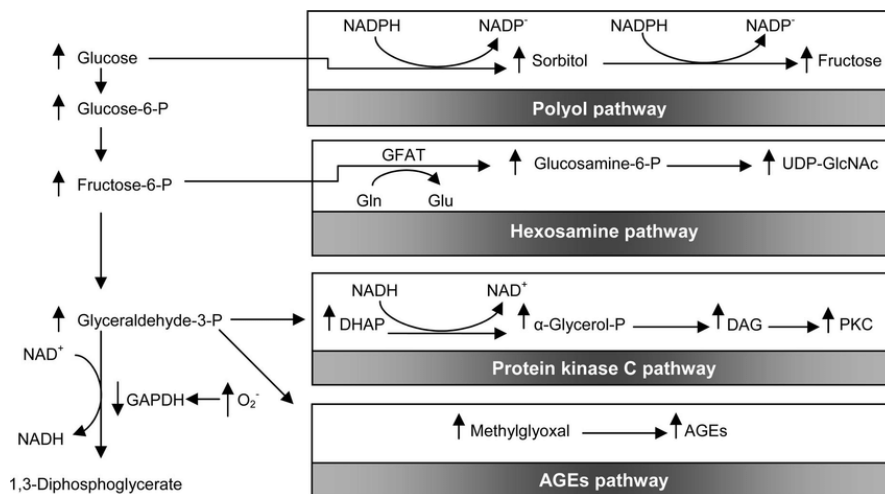 NADPH NADP⁻ NADPH NADP⁻
Glucose Sorbitol Fructose
Polyol pathway
Glucose-6-P
GFAT
Glucosamine-6-P UDP-GlcNAc
Fructose-6-P
Gln Glu
Hexosamine pathway
NADH NAD⁺
Glyceraldehyde-3-P DHAP α-Glycerol-P DAG PKC
Protein kinase C pathway
NAD⁺
GAPDH O₂⁻
NADH
Methylglyoxal AGEs
AGEs pathway
1,3-Diphosphoglycerate